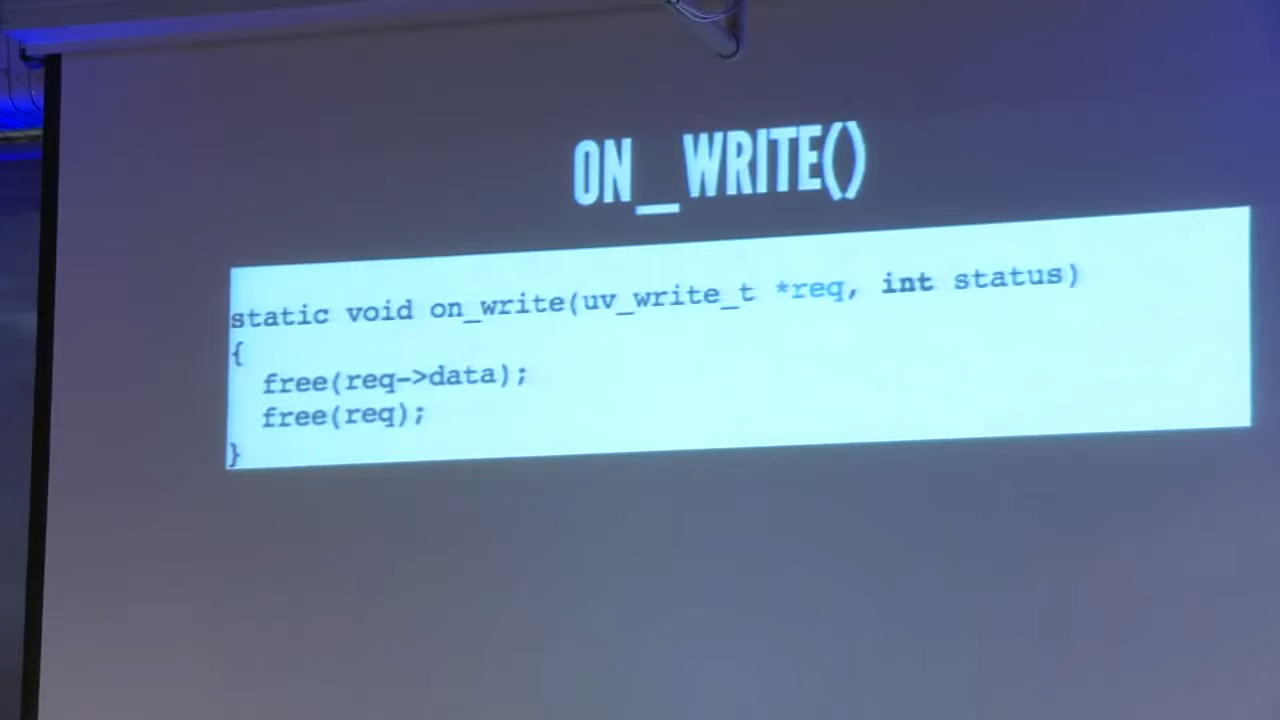 ON_WRITE()
static void on_write(uv_write_t *req, int status)
{
  free(req->data);
  free(req);
}